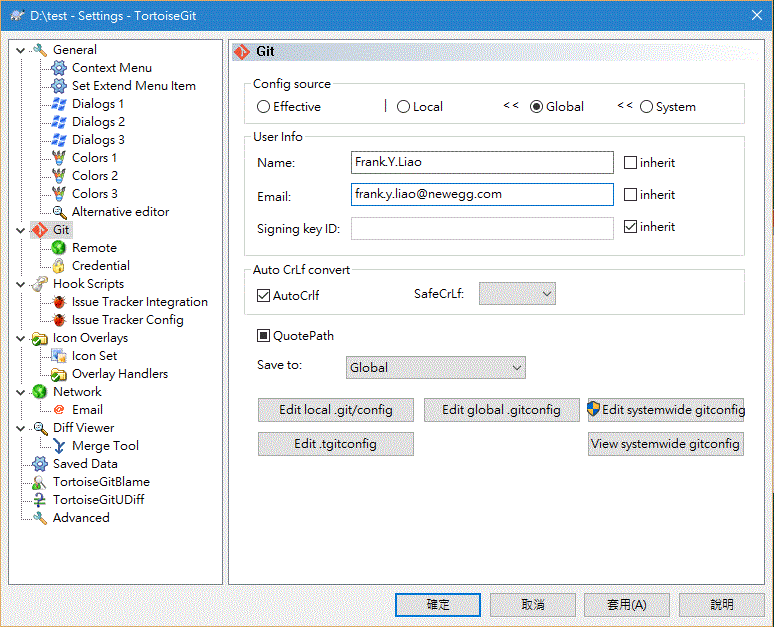 D:\test - Settings - TortoiseGit
General
Context Menu
Set Extend Menu Item
Dialogs 1
Dialogs 2
Dialogs 3
Colors 1
Colors 2
Colors 3
Alternative editor
Git
Remote
Credential
Hook Scripts
Issue Tracker Integration
Issue Tracker Config
Icon Overlays
Icon Set
Overlay Handlers
Network
Email
Diff Viewer
Merge Tool
Saved Data
TortoiseGitBlame
TortoiseGitUDiff
Advanced
Git
Config source
Effective | Local << Global << System
User Info
Name: Frank.Y.Liao inherit
Email: frank.y.liao@newegg.com inherit
Signing key ID: inherit
Auto CrLf convert
AutoCrlf SafeCrLf:
QuotePath
Save to: Global
Edit local .git/config Edit global .gitconfig Edit systemwide gitconfig
Edit .tgitconfig View systemwide gitconfig
確定 取消 套用(A) 說明